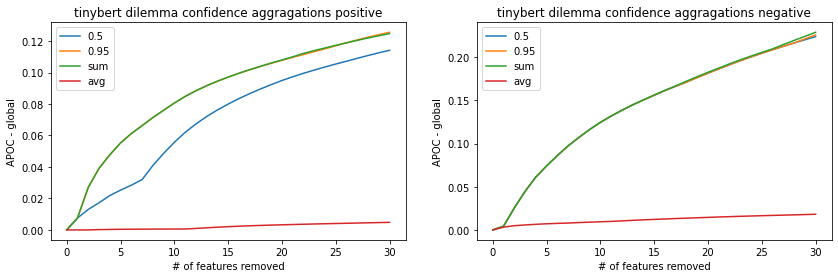 tinybert dilemma confidence aggragations positive
0.5
0.95
sum
avg
APOC - global
0.12
0.10
0.08
0.06
0.04
0.02
0.00
0 5 10 15 20 25 30
# of features removed
tinybert dilemma confidence aggragations negative
0.5
0.95
sum
avg
APOC - global
0.20
0.15
0.10
0.05
0.00
0 5 10 15 20 25 30
# of features removed